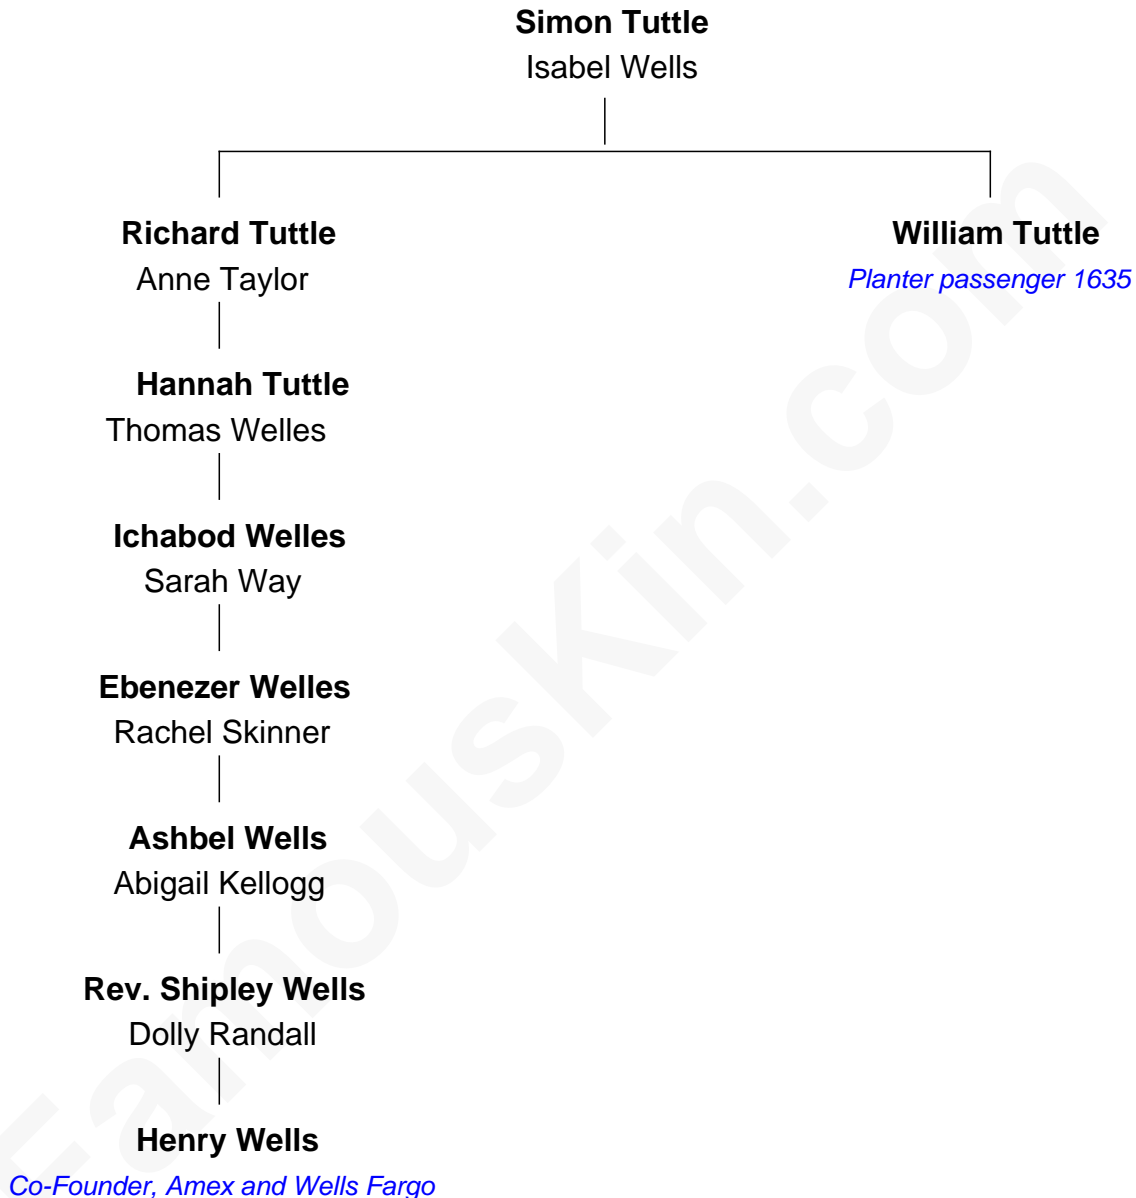 Simon Tuttle
Isabel Wells
Richard Tuttle
Anne Taylor
William Tuttle
Planter passenger 1635
Hannah Tuttle
Thomas Welles
Ichabod Welles
Sarah Way
Ebenezer Welles
Rachel Skinner
Ashbel Wells
Abigail Kellogg
Rev. Shipley Wells
Dolly Randall
Henry Wells
Co-Founder, Amex and Wells Fargo
FamousKin.com